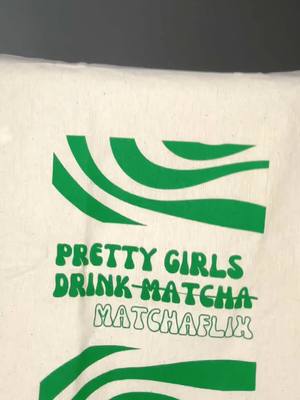 PRETTY GIRLS
DRINK MATCHA
MATCHAFLIX